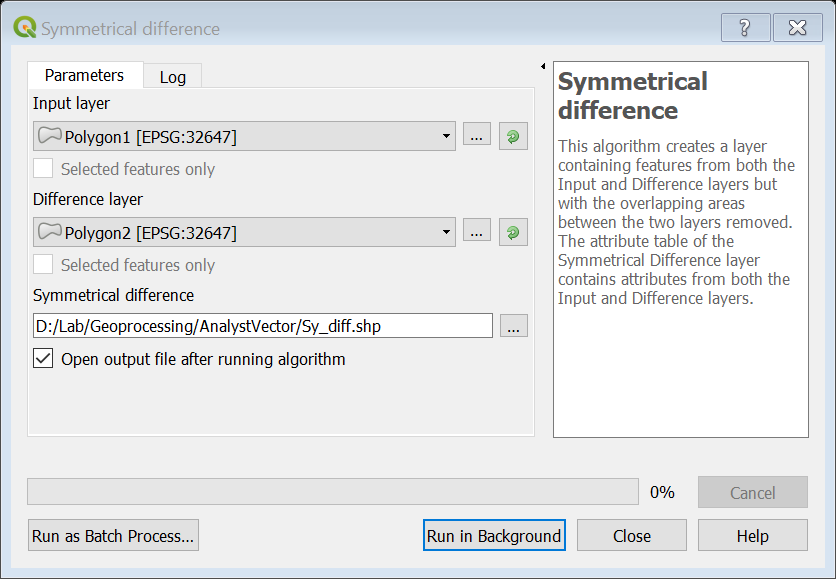 Symmetrical difference
?
Parameters
Log
Input layer
Polygon1 [EPSG:32647]
...
Selected features only
Difference layer
Polygon2 [EPSG:32647]
...
Selected features only
Symmetrical difference
D:/Lab/Geoprocessing/AnalystVector/Sy_diff.shp
...
Open output file after running algorithm
Symmetrical
difference
This algorithm creates a layer
containing features from both the
Input and Difference layers but
with the overlapping areas
between the two layers removed.
The attribute table of the
Symmetrical Difference layer
contains attributes from both the
Input and Difference layers.
0%
Cancel
Run as Batch Process...
Run in Background
Close
Help